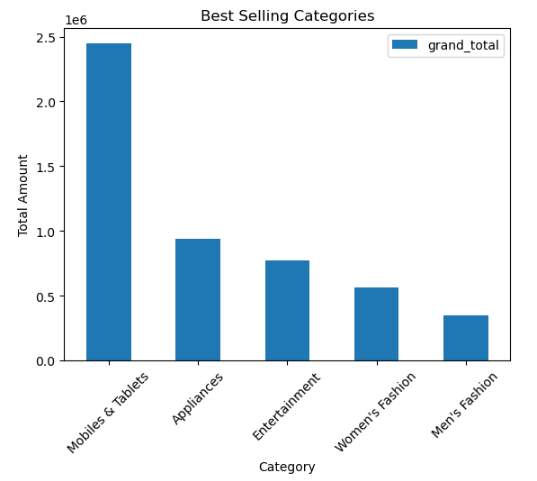 Best Selling Categories
1e6
grand_total
2.5
2.0
1.5
1.0
0.5
0.0
Total Amount
Mobiles & Tablets
Appliances
Entertainment
Women's Fashion
Men's Fashion
Category